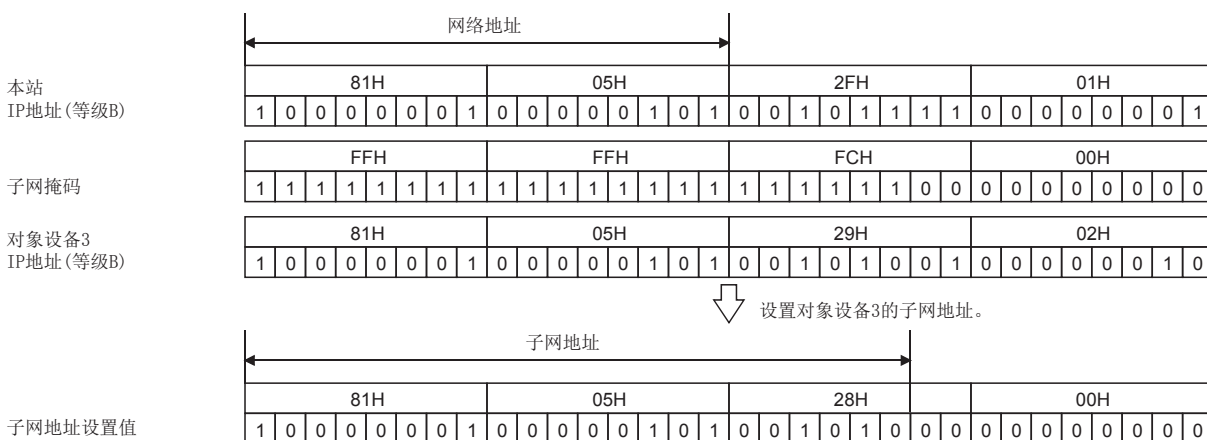 网络地址
本站
IP地址(等级B)
81H 05H 2FH 01H
1 0 0 0 0 0 0 1 0 0 0 0 0 1 0 1 0 0 1 0 1 1 1 1 0 0 0 0 0 0 0 1
子网掩码
FFH FFH FCH 00H
1 1 1 1 1 1 1 1 1 1 1 1 1 1 1 1 1 1 1 1 1 1 0 0 0 0 0 0 0 0 0 0
对象设备3
IP地址(等级B)
81H 05H 29H 02H
1 0 0 0 0 0 0 1 0 0 0 0 0 1 0 1 0 0 1 0 1 0 0 1 0 0 0 0 0 0 1 0
设置对象设备3的子网地址。
子网地址
81H 05H 28H 00H
子网地址设置值
1 0 0 0 0 0 0 1 0 0 0 0 0 1 0 1 0 0 1 0 1 0 0 0 0 0 0 0 0 0 0 0